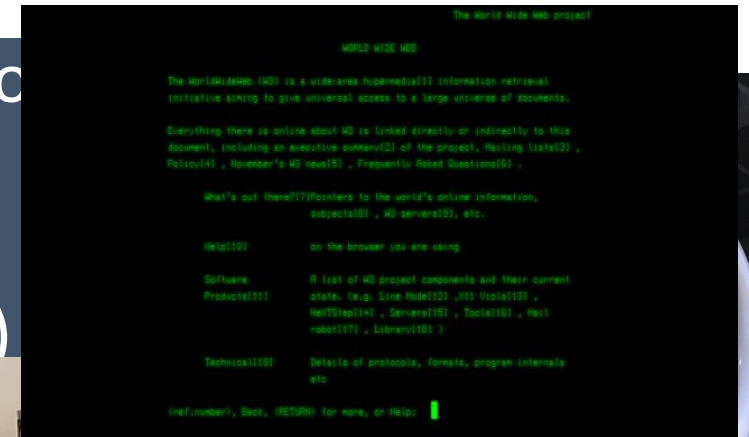 The World Wide Web project
WORLD WIDE WEB
The WorldWideWeb (W3) is a wide-area hypermedia[1] information retrieval
initiative aiming to give universal access to a large universe of documents.
Everything there is online about W3 is linked directly or indirectly to this
document, including an executive summary[2] of the project, Mailing lists[3] ,
Policy[4] , November's W3 news[5] , Frequently Asked Questions[6] .
What's out there?[7]Pointers to the world's online information,
subjects[8] , W3 servers[9], etc.
Help[10] on the browser you are using
Software A list of W3 project components and their current
Products[11] state. (e.g. Line Mode[12] ,X11 Viola[13] ,
NeXTStep[14] , Servers[15] , Tools[16] , Mail
robot[17] , Library[18] )
Technical[19] Details of protocols, formats, program internals
etc
<ref.number>, Back, <RETURN> for more, or Help: